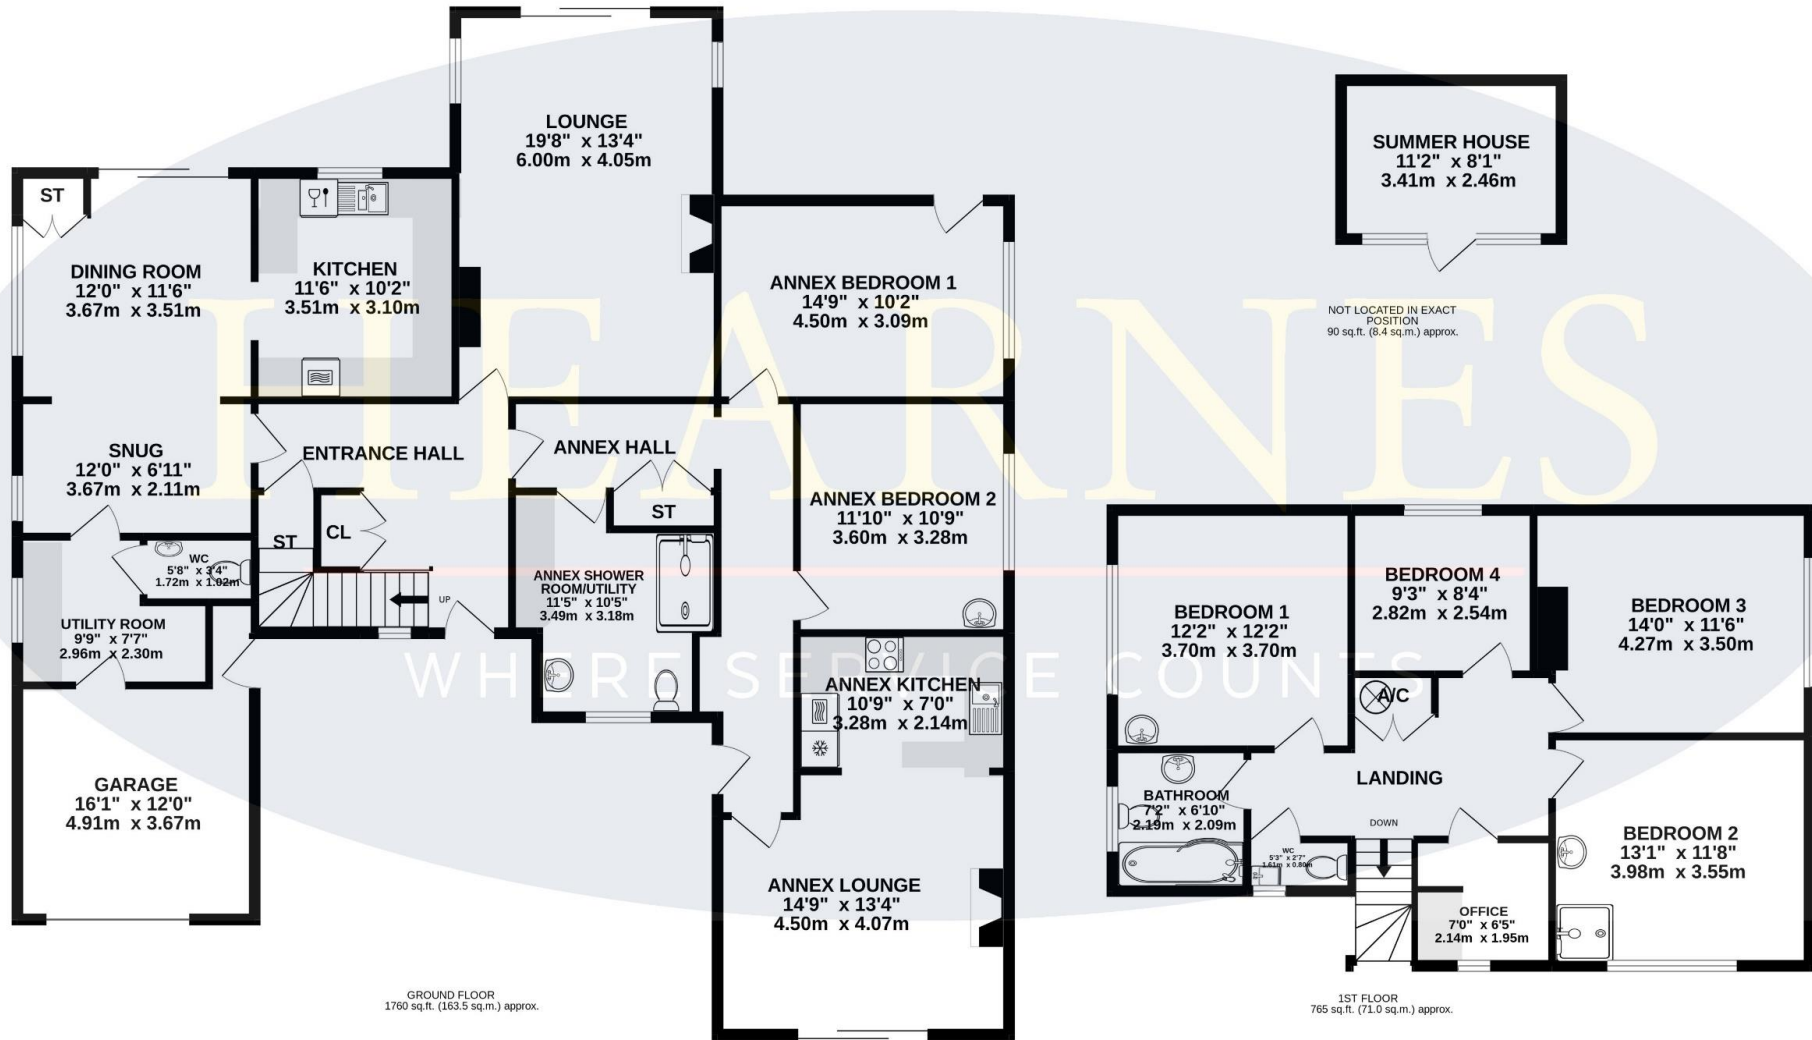 LOUNGE
19'8" x 13'4"
6.00m x 4.05m
SUMMER HOUSE
11'2" x 8'1"
3.41m x 2.46m
NOT LOCATED IN EXACT
POSITION
90 sq.ft. (8.4 sq.m.) approx.
ST
DINING ROOM
12'0" x 11'6"
3.67m x 3.51m
KITCHEN
11'6" x 10'2"
3.51m x 3.10m
ANNEX BEDROOM 1
14'9" x 10'2"
4.50m x 3.09m
HEARNES
WHERE SERVICE COUNTS
SNUG
12'0" x 6'11"
3.67m x 2.11m
ENTRANCE HALL
ANNEX HALL
ST
CL
ST
ANNEX BEDROOM 2
11'10" x 10'9"
3.60m x 3.28m
WC
5'8" x 3'4"
1.72m x 1.02m
UP
ANNEX SHOWER
ROOM/UTILITY
11'5" x 10'5"
3.49m x 3.18m
UTILITY ROOM
9'9" x 7'7"
2.96m x 2.30m
ANNEX KITCHEN
10'9" x 7'0"
3.28m x 2.14m
GARAGE
16'1" x 12'0"
4.91m x 3.67m
ANNEX LOUNGE
14'9" x 13'4"
4.50m x 4.07m
GROUND FLOOR
1760 sq.ft. (163.5 sq.m.) approx.
BEDROOM 1
12'2" x 12'2"
3.70m x 3.70m
BEDROOM 4
9'3" x 8'4"
2.82m x 2.54m
BEDROOM 3
14'0" x 11'6"
4.27m x 3.50m
A/C
LANDING
BATHROOM
7'2" x 6'10"
2.19m x 2.09m
DOWN
WC
5'3" x 2'7"
1.61m x 0.80m
BEDROOM 2
13'1" x 11'8"
3.98m x 3.55m
OFFICE
7'0" x 6'5"
2.14m x 1.95m
1ST FLOOR
765 sq.ft. (71.0 sq.m.) approx.